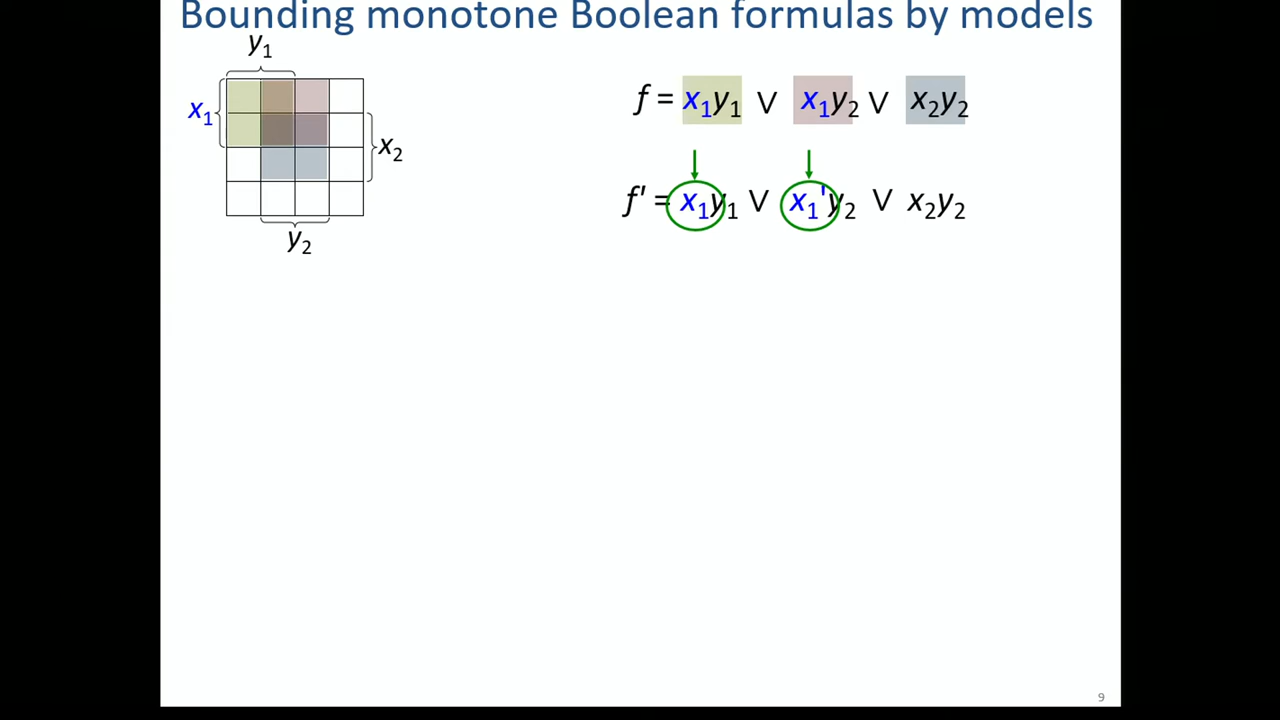 Bounding monotone Boolean formulas by models
y₁
x₁
x₂
y₂
f = x₁y₁ ∨ x₁y₂ ∨ x₂y₂
f' = x₁y₁ ∨ x₁'y₂ ∨ x₂y₂
9